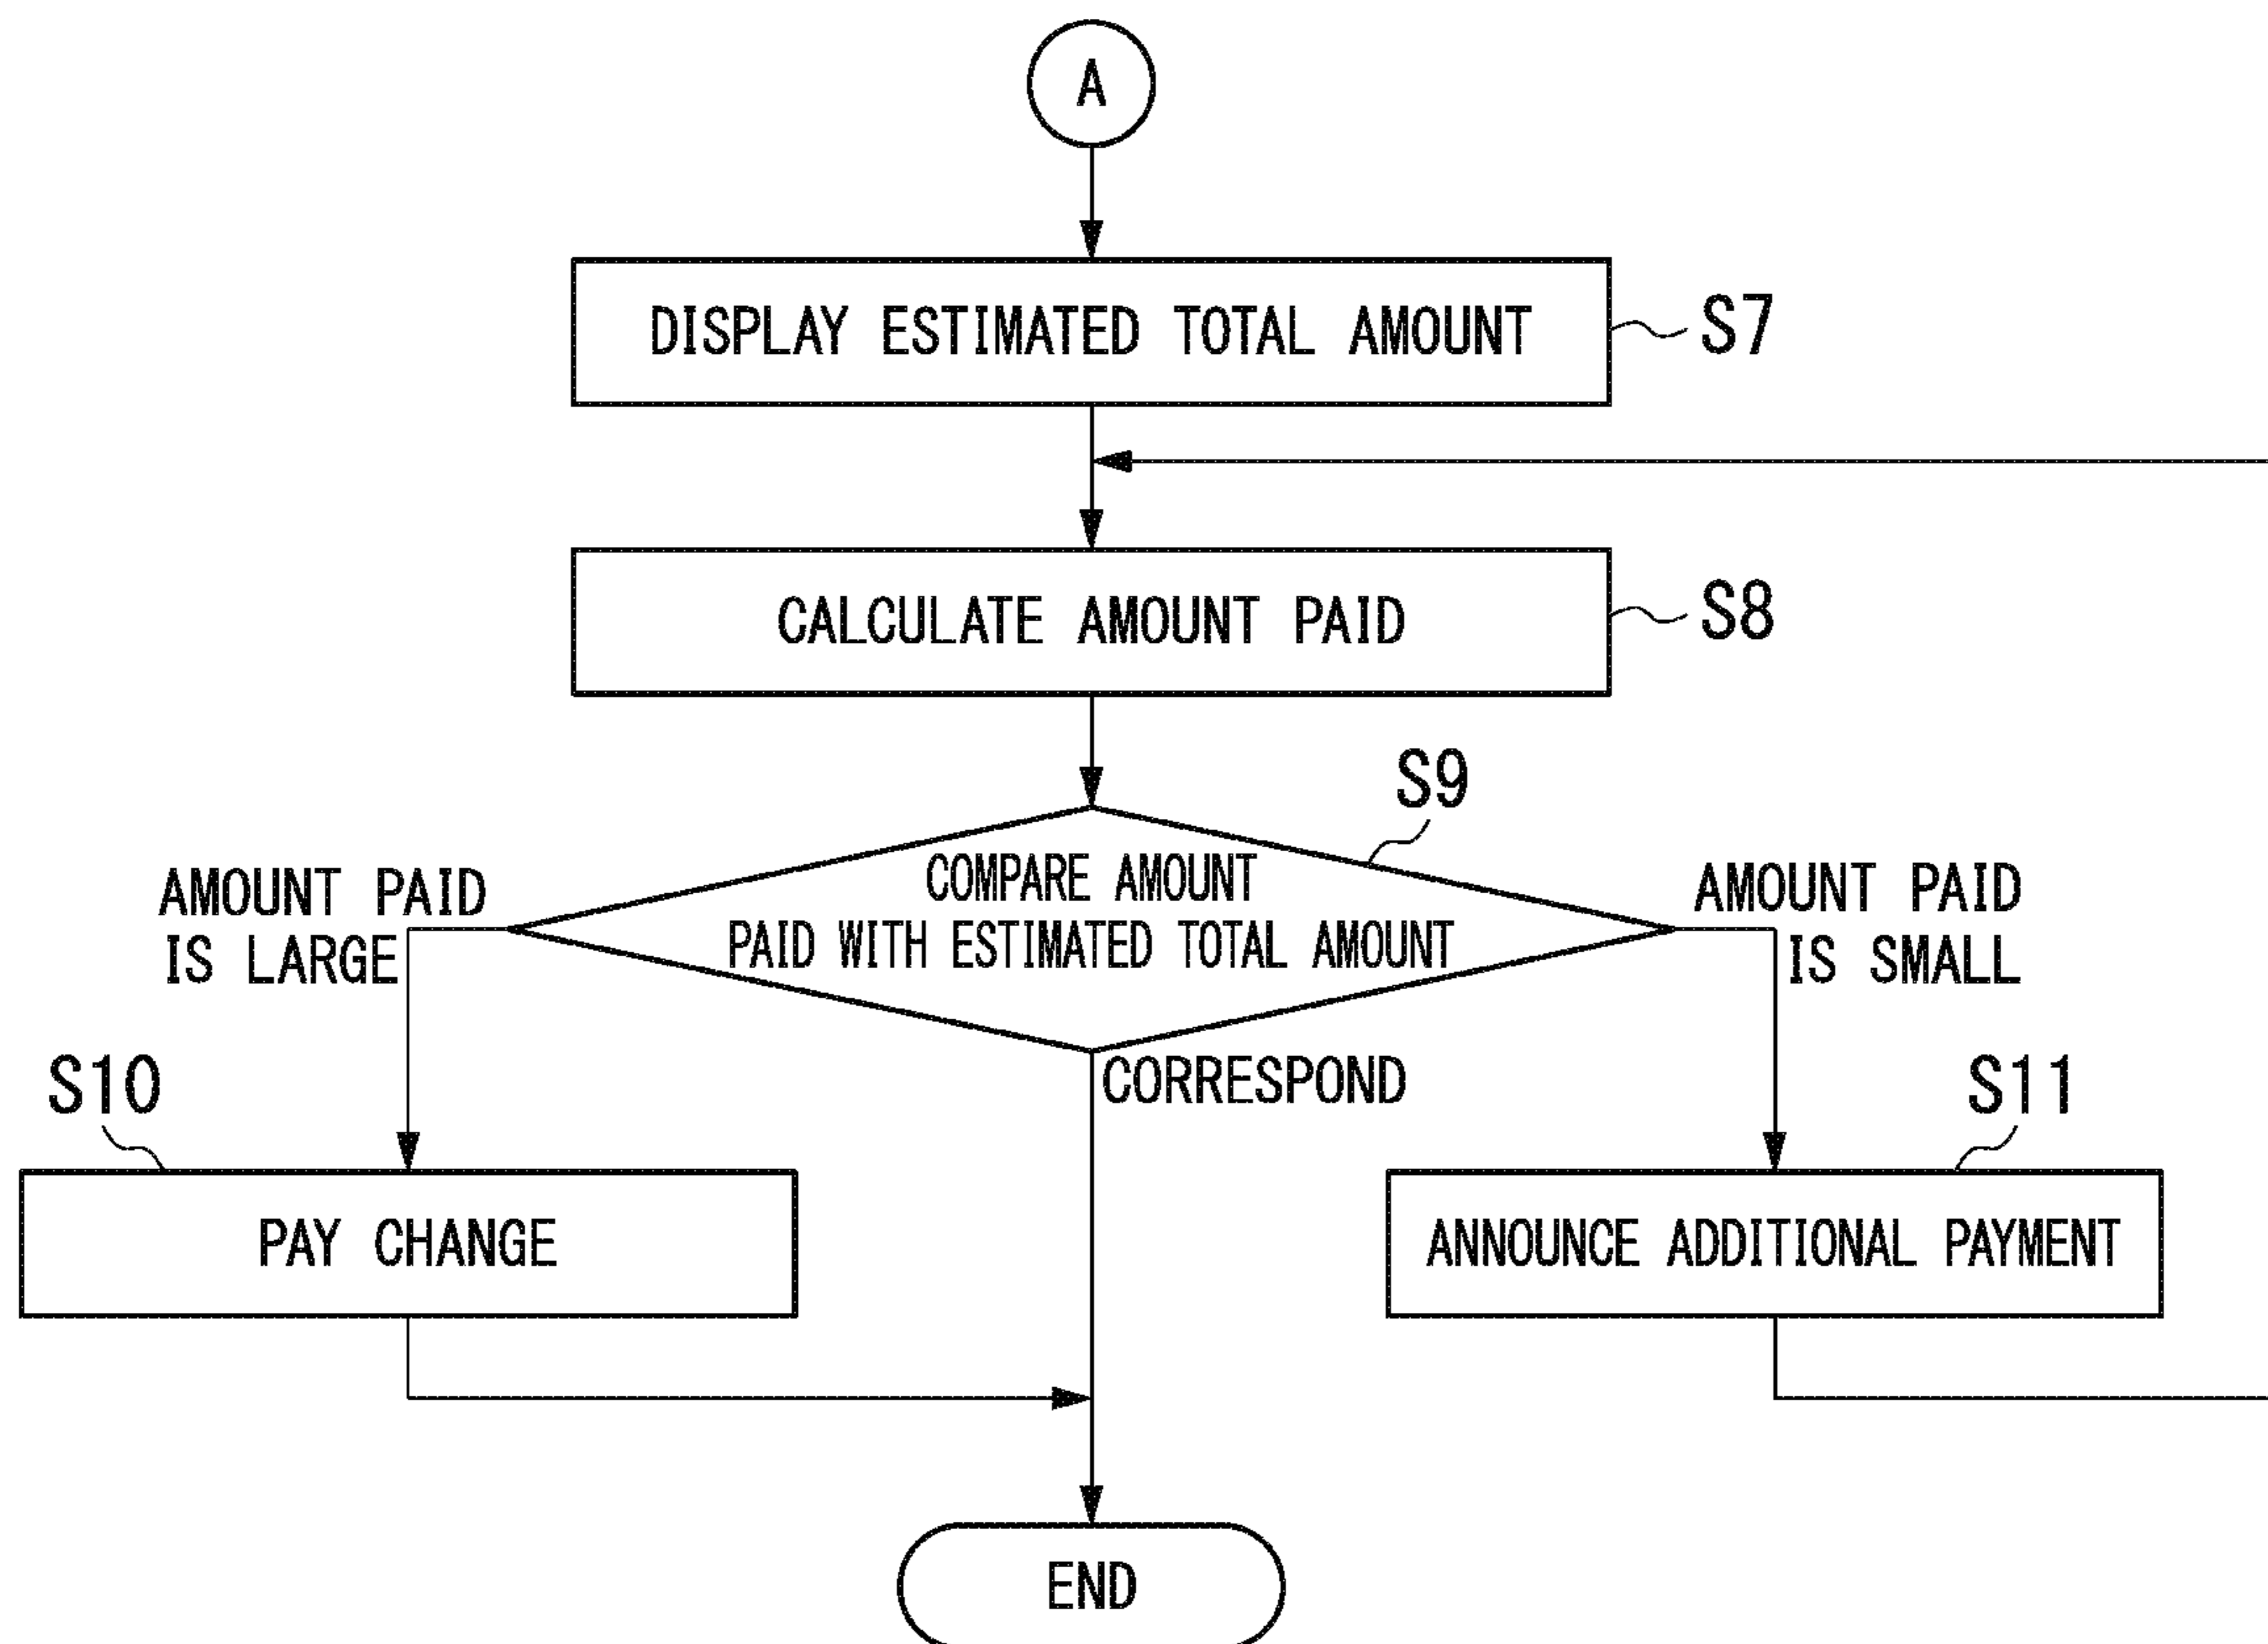 A
DISPLAY ESTIMATED TOTAL AMOUNT
S7
CALCULATE AMOUNT PAID
S8
S9
COMPARE AMOUNT
PAID WITH ESTIMATED TOTAL AMOUNT
AMOUNT PAID
IS LARGE
AMOUNT PAID
IS SMALL
CORRESPOND
S10
PAY CHANGE
S11
ANNOUNCE ADDITIONAL PAYMENT
END